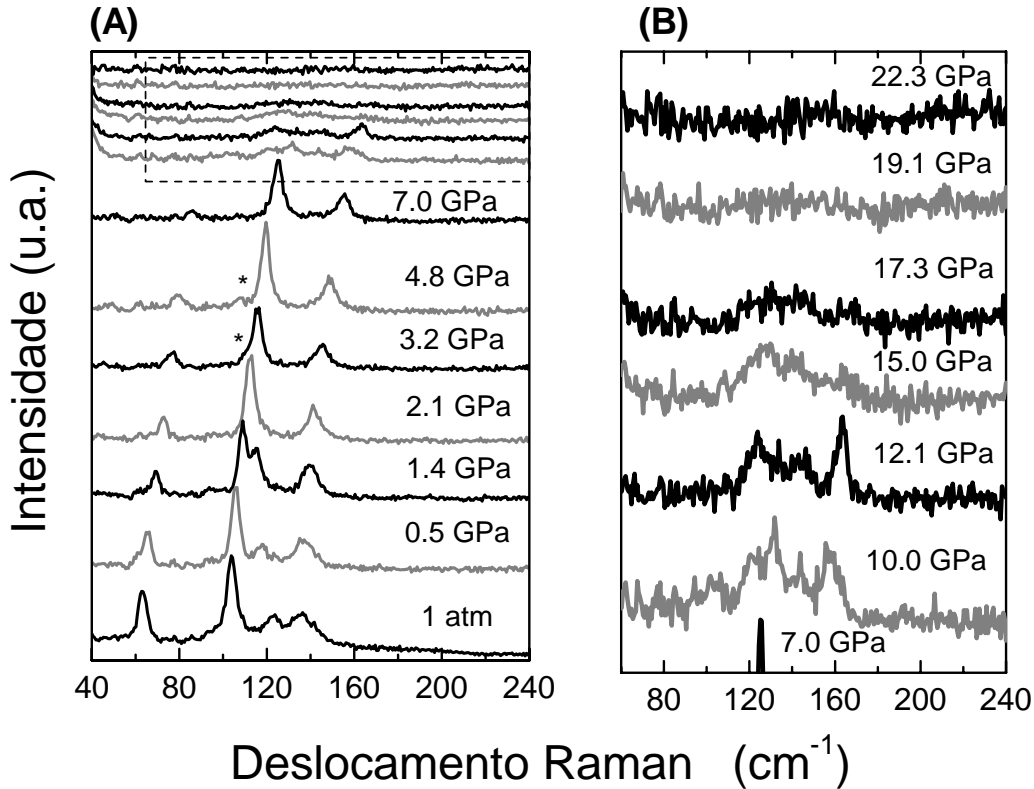 (A)
7.0 GPa
4.8 GPa
*
3.2 GPa
*
2.1 GPa
1.4 GPa
0.5 GPa
1 atm
40 80 120 160 200 240
(B)
22.3 GPa
19.1 GPa
17.3 GPa
15.0 GPa
12.1 GPa
10.0 GPa
7.0 GPa
80 120 160 200 240
Intensidade (u.a.)
Deslocamento Raman (cm⁻¹)